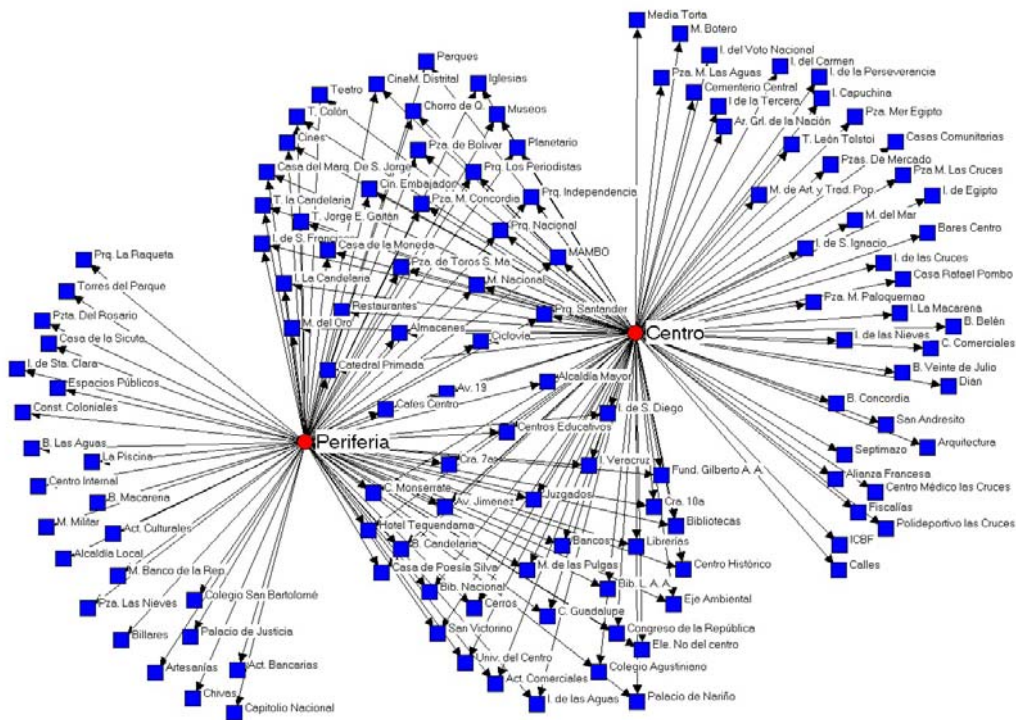 Media Torta
M. Botero
I. del Voto Nacional
I. del Carmen
Pza. M. Las Aguas
I. de la Perseverancia
Cementerio Central
I. Capuchina
I de la Tercera
Ar. Grl. de la Nación
Pza. Mer Egipto
T. León Tolstoi
Casas Comunitarias
Pzas. De Mercado
Pza. M. Las Cruces
M. de Art. y Trad. Pop.
I. de Egipto
M. del Mar
Bares Centro
I. de S. Ignacio
I. de las Cruces
Casa Rafael Pombo
Pza. M. Paloquemao
I. La Macarena
B. Belén
I. de las Nieves
C. Comerciales
B. Veinte de Julio
Dian
B. Concordia
San Andresito
Septimazo
Arquitectura
Alianza Francesa
Centro Médico las Cruces
Fiscalías
Polideportivo las Cruces
ICBF
Calles
Centro
Parques
CineM. Distrital
Iglesias
Teatro
Chorro de Q.
Museos
T. Colón
Cines
Pza. de Bolivar
Planetario
Casa del Marq. De S. Jorge
Prq. Los Periodistas
Cin. Embajador
Prq. Independencia
T. la Candelaria
Pza. M. Concordia
T. Jorge E. Gaitán
Prq. Nacional
I. de S. Francisco
Casa de la Moneda
MAMBO
Pza. de Toros S. Ma
I. La Candelaria
M. Nacional
Restaurantes
Prq. Santander
M. del Oro
Almacenes
Ciclovía
Catedral Primada
Av. 19
Alcaldía Mayor
Cafes Centro
I. de S. Diego
Centros Educativos
Periferia
Cra. 7a
I. Veracruz
Fund. Gilberto A. A.
C. Monserrate
Juzgados
Av. Jimenez
Cra. 10a
Hotel Tequendama
Bibliotecas
B. Candelaria
Bancos
Librerías
Casa de Poesía Silva
M. de las Pulgas
Centro Histórico
Bib. Nacional
Bib. L. A. A.
Cerros
Eje Ambiental
C. Guadalupe
San Victorino
Congreso de la República
Ele. No del centro
Univ. del Centro
Colegio Agustiniano
Act. Comerciales
I. de las Aguas
Palacio de Nariño
Prq. La Raqueta
Torres del Parque
Pzta. Del Rosario
Casa de la Sicuta
I. de Sta. Clara
Espacios Públicos
Const. Coloniales
B. Las Aguas
La Piscina
Centro Internal
B. Macarena
M. Militar
Act. Culturales
Alcaldía Local
M. Banco de la Rep.
Pza. Las Nieves
Colegio San Bartolomé
Billares
Palacio de Justicia
Artesanías
Act. Bancarias
Chivas
Capitolio Nacional